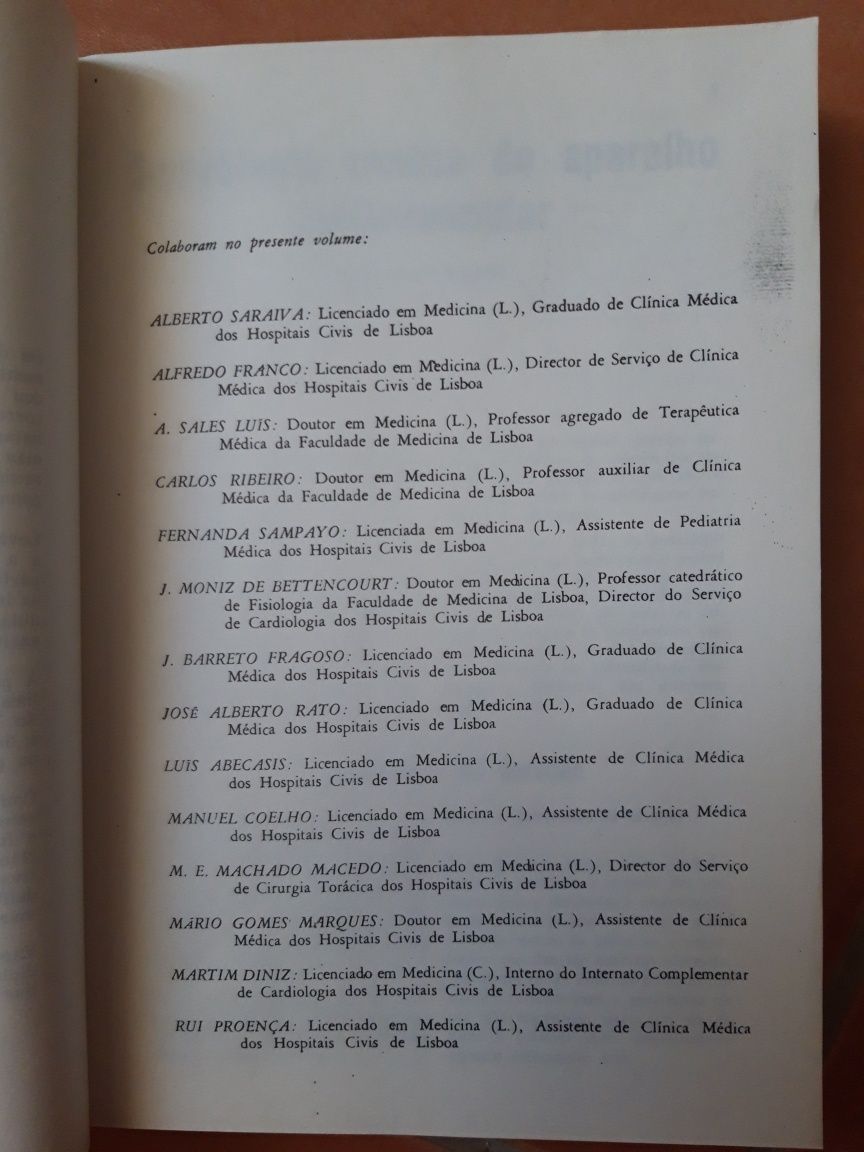 Colaboram no presente volume:
ALBERTO SARAIVA: Licenciado em Medicina (L.), Graduado de Clínica Médica
dos Hospitais Civis de Lisboa
ALFREDO FRANCO: Licenciado em Medicina (L.), Director de Serviço de Clínica
Médica dos Hospitais Civis de Lisboa
A. SALES LUÍS: Doutor em Medicina (L.), Professor agregado de Terapêutica
Médica da Faculdade de Medicina de Lisboa
CARLOS RIBEIRO: Doutor em Medicina (L.), Professor auxiliar de Clínica
Médica da Faculdade de Medicina de Lisboa
FERNANDA SAMPAYO: Licenciada em Medicina (L.), Assistente de Pediatria
Médica dos Hospitais Civis de Lisboa
J. MONIZ DE BETTENCOURT: Doutor em Medicina (L.), Professor catedrático
de Fisiologia da Faculdade de Medicina de Lisboa, Director do Serviço
de Cardiologia dos Hospitais Civis de Lisboa
J. BARRETO FRAGOSO: Licenciado em Medicina (L.), Graduado de Clínica
Médica dos Hospitais Civis de Lisboa
JOSÉ ALBERTO RATO: Licenciado em Medicina (L.), Graduado de Clínica
Médica dos Hospitais Civis de Lisboa
LUÍS ABECASIS: Licenciado em Medicina (L.), Assistente de Clínica Médica
dos Hospitais Civis de Lisboa
MANUEL COELHO: Licenciado em Medicina (L.), Assistente de Clínica Médica
dos Hospitais Civis de Lisboa
M. E. MACHADO MACEDO: Licenciado em Medicina (L.), Director do Serviço
de Cirurgia Torácica dos Hospitais Civis de Lisboa
MÁRIO GOMES MARQUES: Doutor em Medicina (L.), Assistente de Clínica
Médica dos Hospitais Civis de Lisboa
MARTIM DINIZ: Licenciado em Medicina (C.), Interno do Internato Complementar
de Cardiologia dos Hospitais Civis de Lisboa
RUI PROENÇA: Licenciado em Medicina (L.), Assistente de Clínica Médica
dos Hospitais Civis de Lisboa